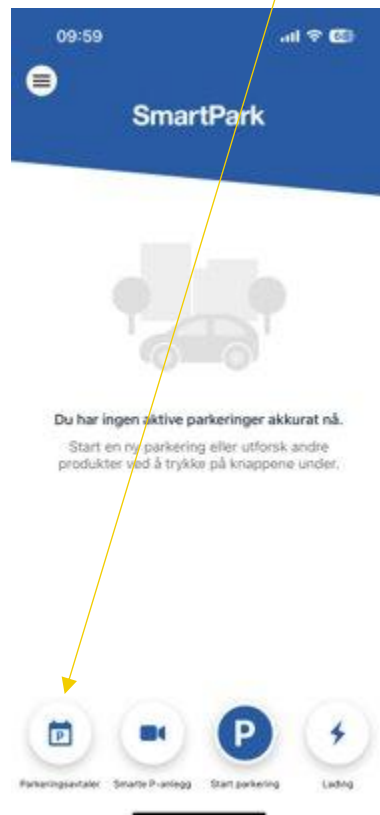 09:59
SmartPark
Du har ingen aktive parkeringer akkurat nå.
Start en ny parkering eller utforsk andre
produkter ved å trykke på knappene under.
P
P
Parkeringsavtaler Smarte P-anlegg Start parkering Lading